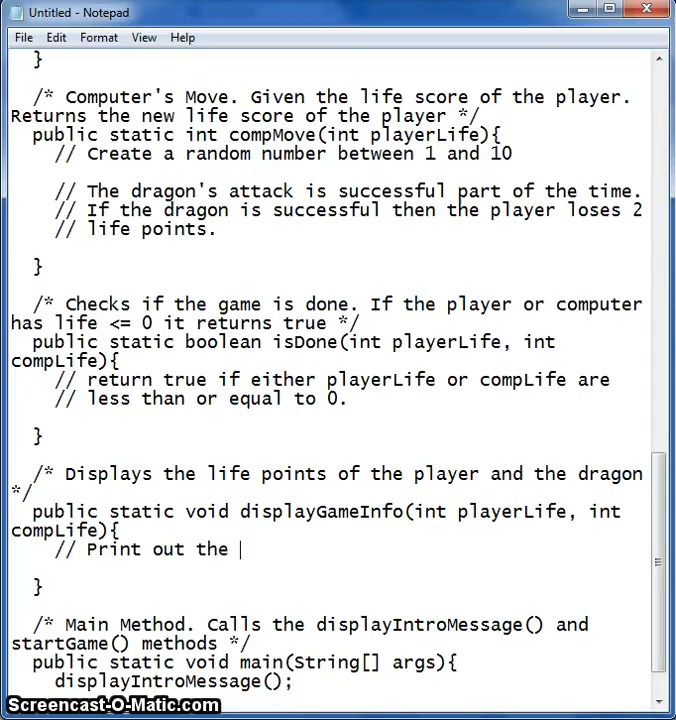 Untitled - Notepad
File Edit Format View Help
}
/* Computer's Move. Given the life score of the player.
Returns the new life score of the player */
public static int compMove(int playerLife){
// Create a random number between 1 and 10
// The dragon's attack is successful part of the time.
// If the dragon is successful then the player loses 2
// life points.
}
/* Checks if the game is done. If the player or computer
has life <= 0 it returns true */
public static boolean isDone(int playerLife, int
compLife){
// return true if either playerLife or compLife are
// less than or equal to 0.
}
/* Displays the life points of the player and the dragon
*/
public static void displayGameInfo(int playerLife, int
compLife){
// Print out the
}
/* Main Method. Calls the displayIntroMessage() and
startGame() methods */
public static void main(String[] args){
displayIntroMessage();
Screencast-O-Matic.com